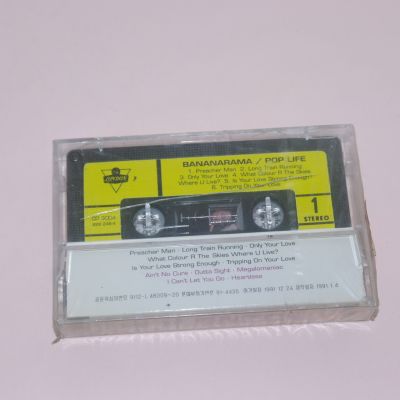 BANANARAMA / POP LIFE
1. Preacher Man 2. Long Train Running
3. Only Your Love 4. What Colour R The Skies
Where U Live? 5. Is Your Love Strong Enough
6. Tripping On Your Love
1
STEREO
Preacher Man · Long Train Running · Only Your Love
What Colour R The Skies Where U Live?
Is Your Love Strong Enough · Tripping On Your Love
Ain't No Cure · Outta Sight · Megalomaniac
I Can't Let You Go · Heartless
1991. 12. 24